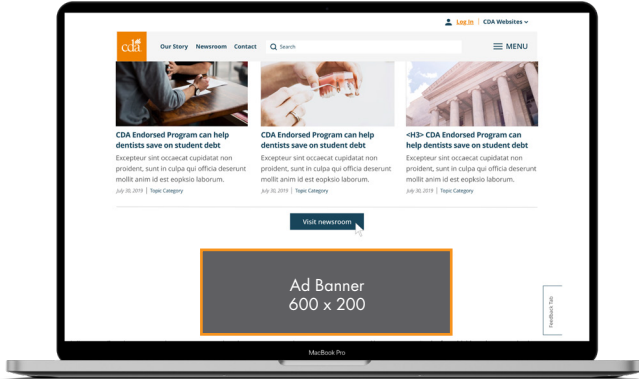 Log In | CDA Websites
cda
Our Story Newsroom Contact Search MENU
CDA Endorsed Program can help
dentists save on student debt
Excepteur sint occaecat cupidatat non
proident, sunt in culpa qui officia deserunt
mollit anim id est eopksio laborum.
July 30, 2019 | Topic Category
CDA Endorsed Program can help
dentists save on student debt
Excepteur sint occaecat cupidatat non
proident, sunt in culpa qui officia deserunt
mollit anim id est eopksio laborum.
July 30, 2019 | Topic Category
<H3> CDA Endorsed Program can help
dentists save on student debt
Excepteur sint occaecat cupidatat non
proident, sunt in culpa qui officia deserunt
mollit anim id est eopksio laborum.
July 30, 2019 | Topic Category
Visit newsroom
Ad Banner
600 x 200
Feedback Tab
MacBook Pro